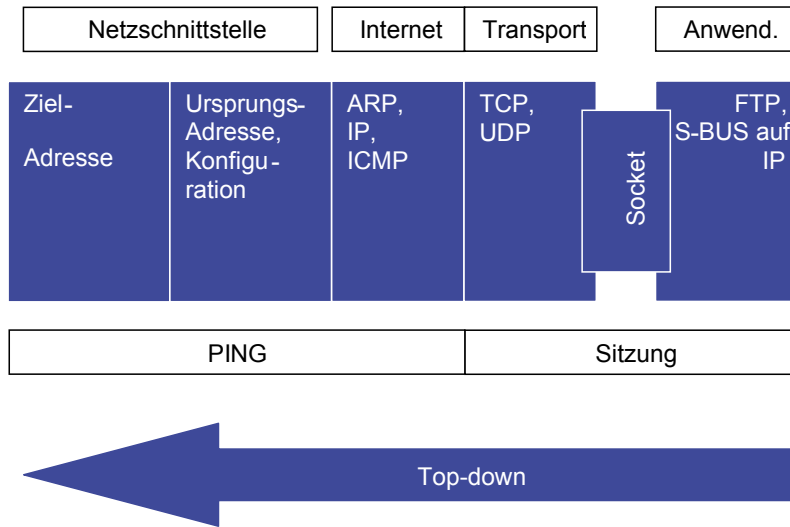 Netzschnittstelle
Internet
Transport
Anwend.
Ziel-
Adresse
Ursprungs-
Adresse,
Konfigu-
ration
ARP,
IP,
ICMP
TCP,
UDP
Socket
FTP,
S-BUS auf
IP
PING
Sitzung
Top-down